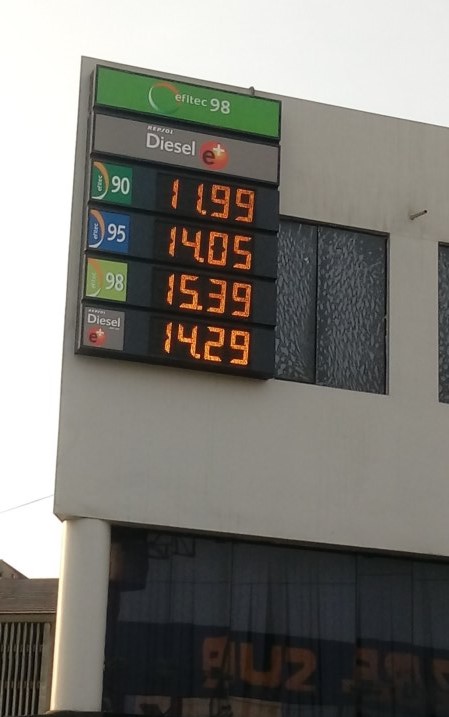 efitec 98
REPSOL
Diesel e+
efitec 90 11.99
efitec 95 14.05
efitec 98 15.39
REPSOL
Diesel
e+ 14.29